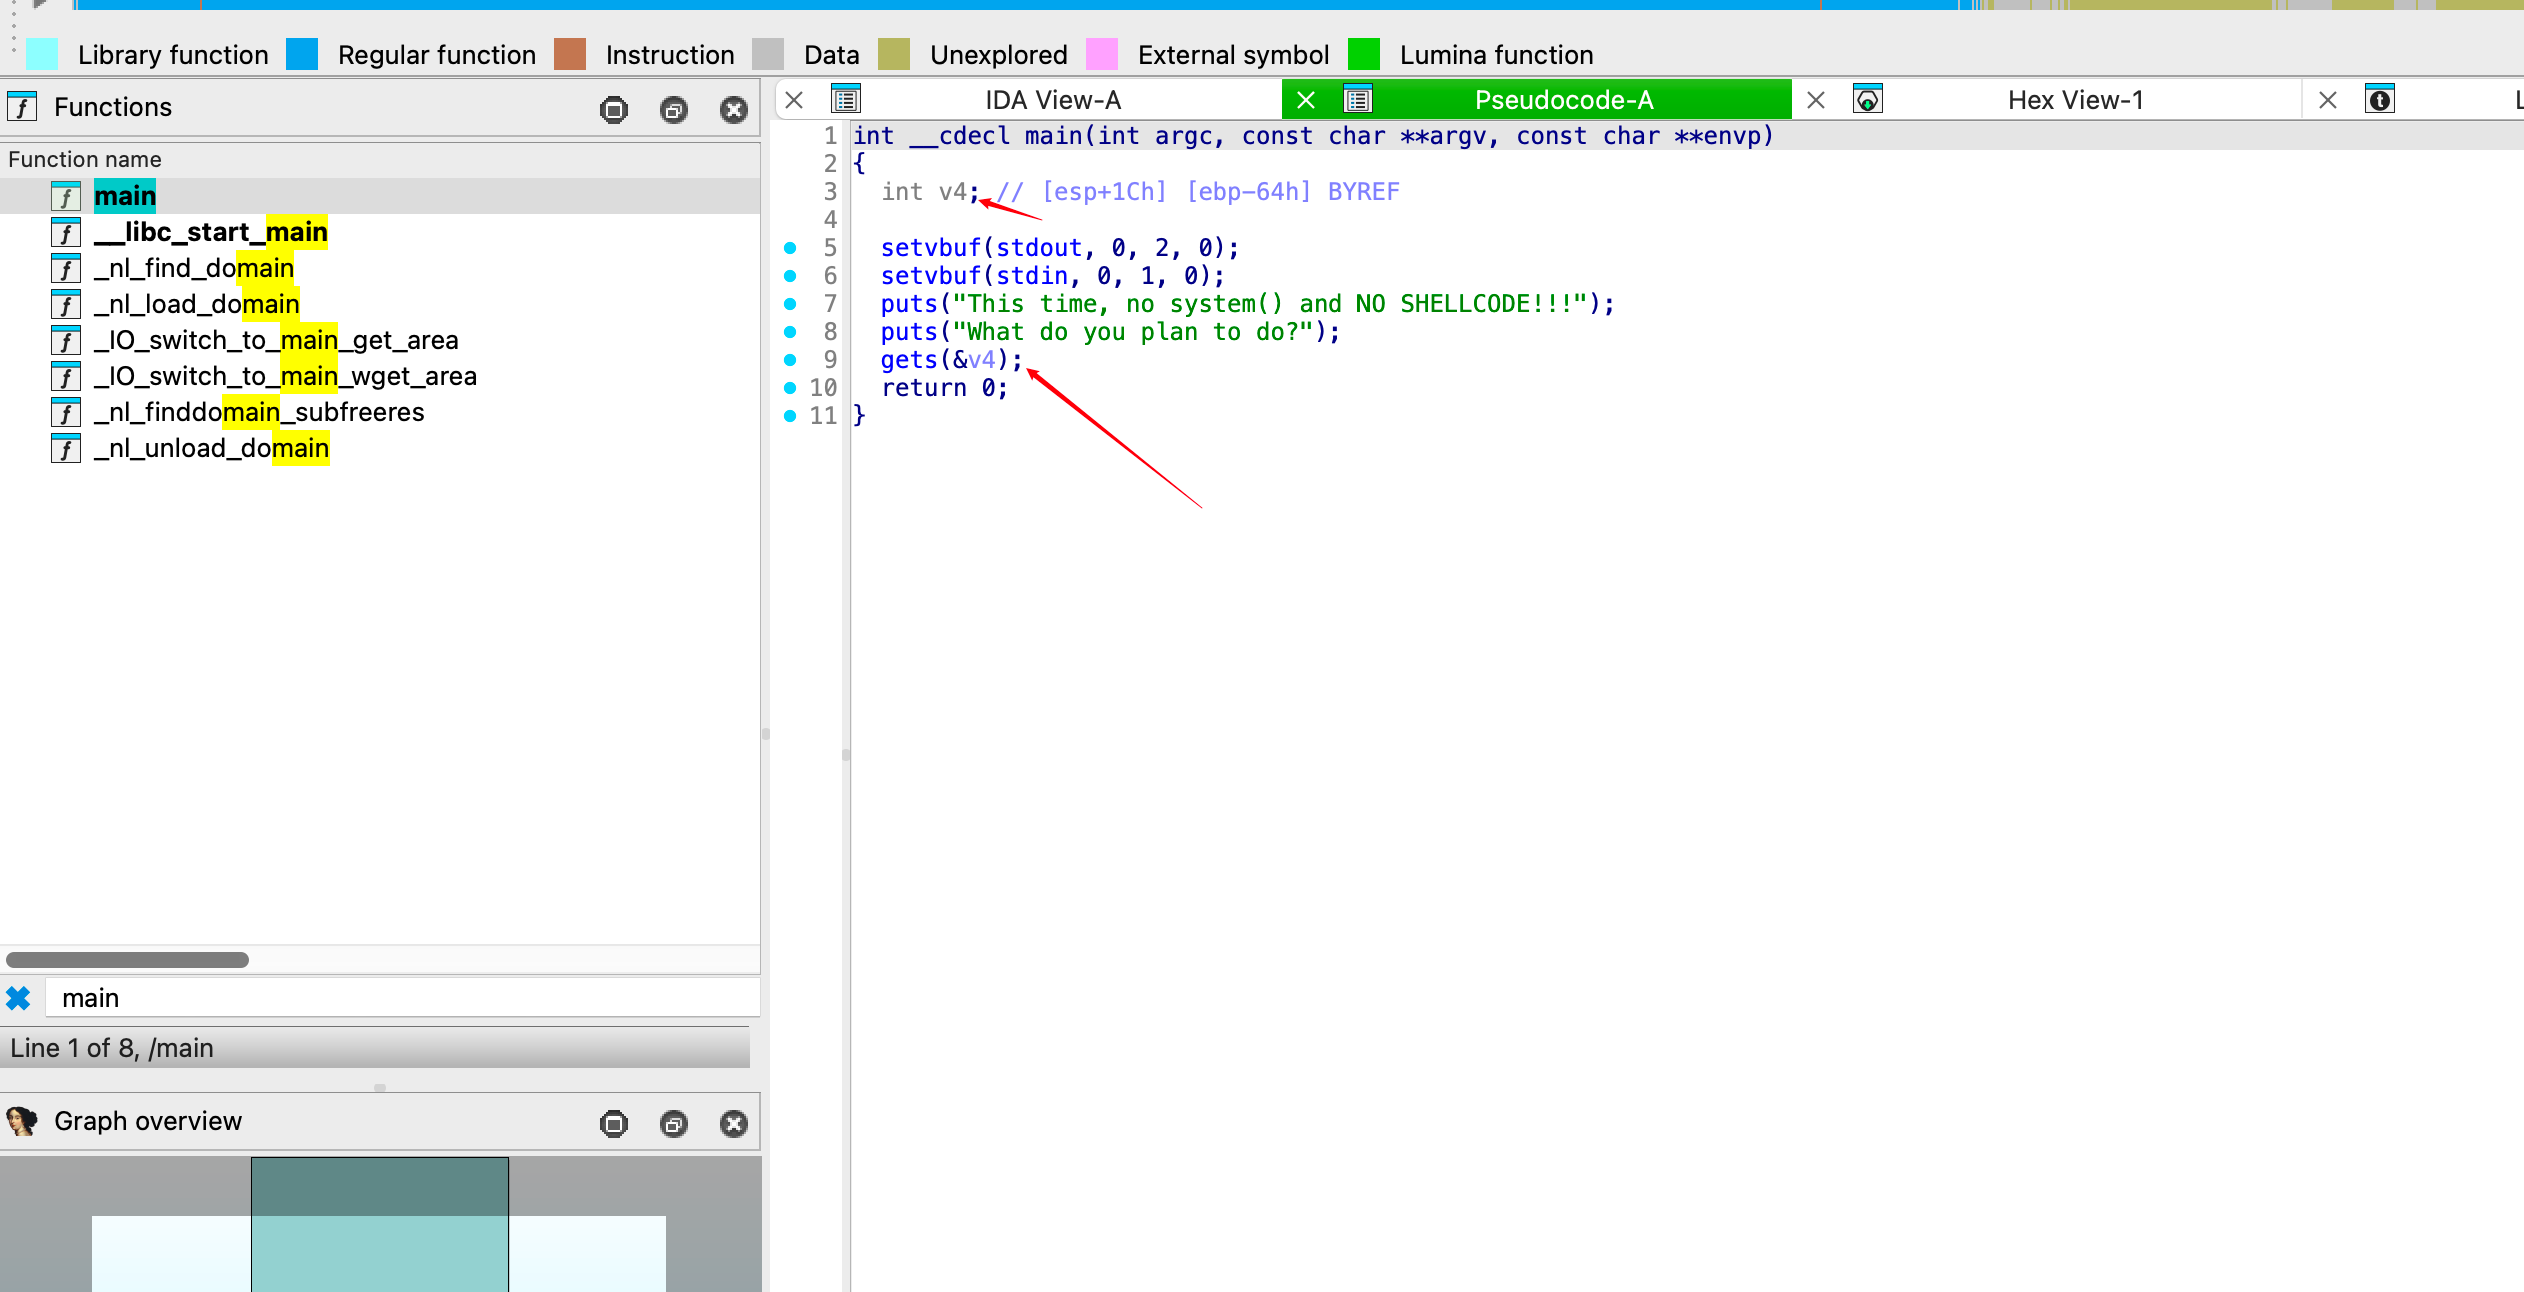 Library function Regular function Instruction Data Unexplored External symbol Lumina function
Functions
Function name
main
__libc_start_main
_nl_find_domain
_nl_load_domain
_IO_switch_to_main_get_area
_IO_switch_to_main_wget_area
_nl_finddomain_subfreeres
_nl_unload_domain
main
Line 1 of 8, /main
Graph overview
IDA View-A Pseudocode-A Hex View-1
1 int __cdecl main(int argc, const char **argv, const char **envp)
2 {
3 int v4; // [esp+1Ch] [ebp-64h] BYREF
4
5 setvbuf(stdout, 0, 2, 0);
6 setvbuf(stdin, 0, 1, 0);
7 puts("This time, no system() and NO SHELLCODE!!!");
8 puts("What do you plan to do?");
9 gets(&v4);
10 return 0;
11 }